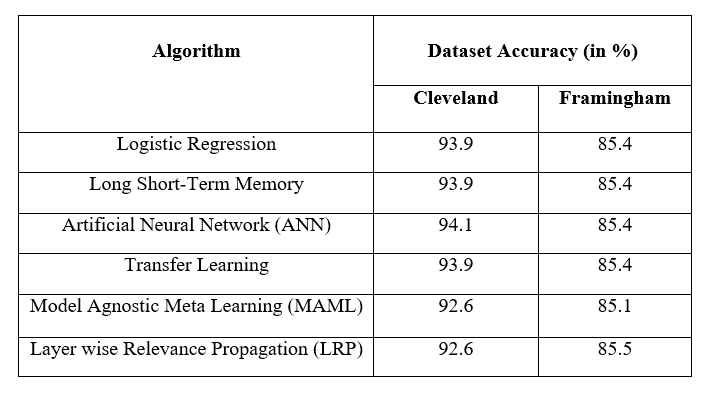 Algorithm Dataset Accuracy (in %)
Cleveland Framingham
Logistic Regression 93.9 85.4
Long Short-Term Memory 93.9 85.4
Artificial Neural Network (ANN) 94.1 85.4
Transfer Learning 93.9 85.4
Model Agnostic Meta Learning (MAML) 92.6 85.1
Layer wise Relevance Propagation (LRP) 92.6 85.5